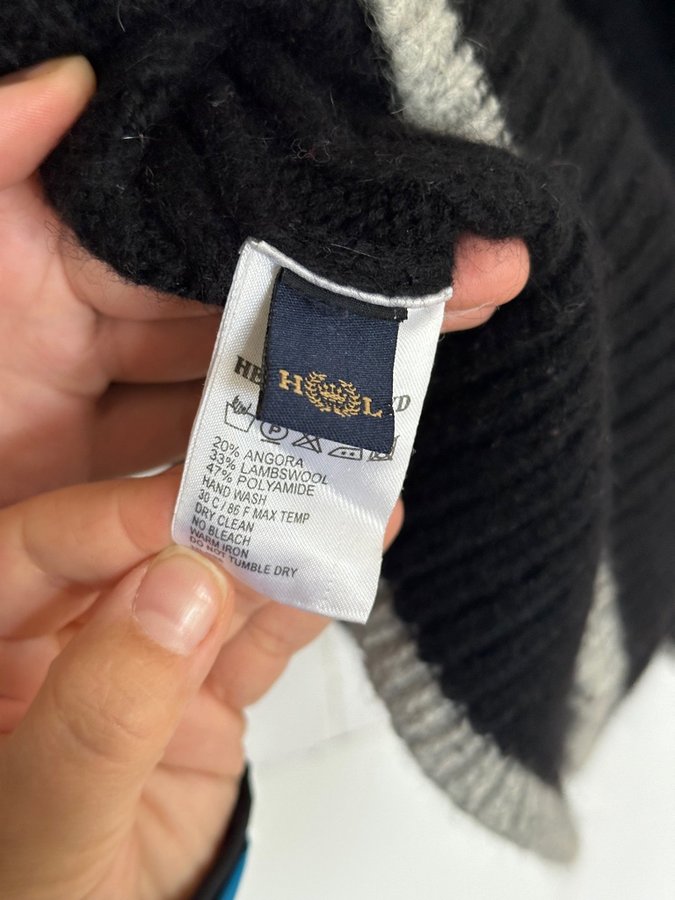 H L
20% ANGORA
33% LAMBSWOOL
47% POLYAMIDE
HAND WASH
30 C / 86 F MAX TEMP
DRY CLEAN
NO BLEACH
WARM IRON
DO NOT TUMBLE DRY